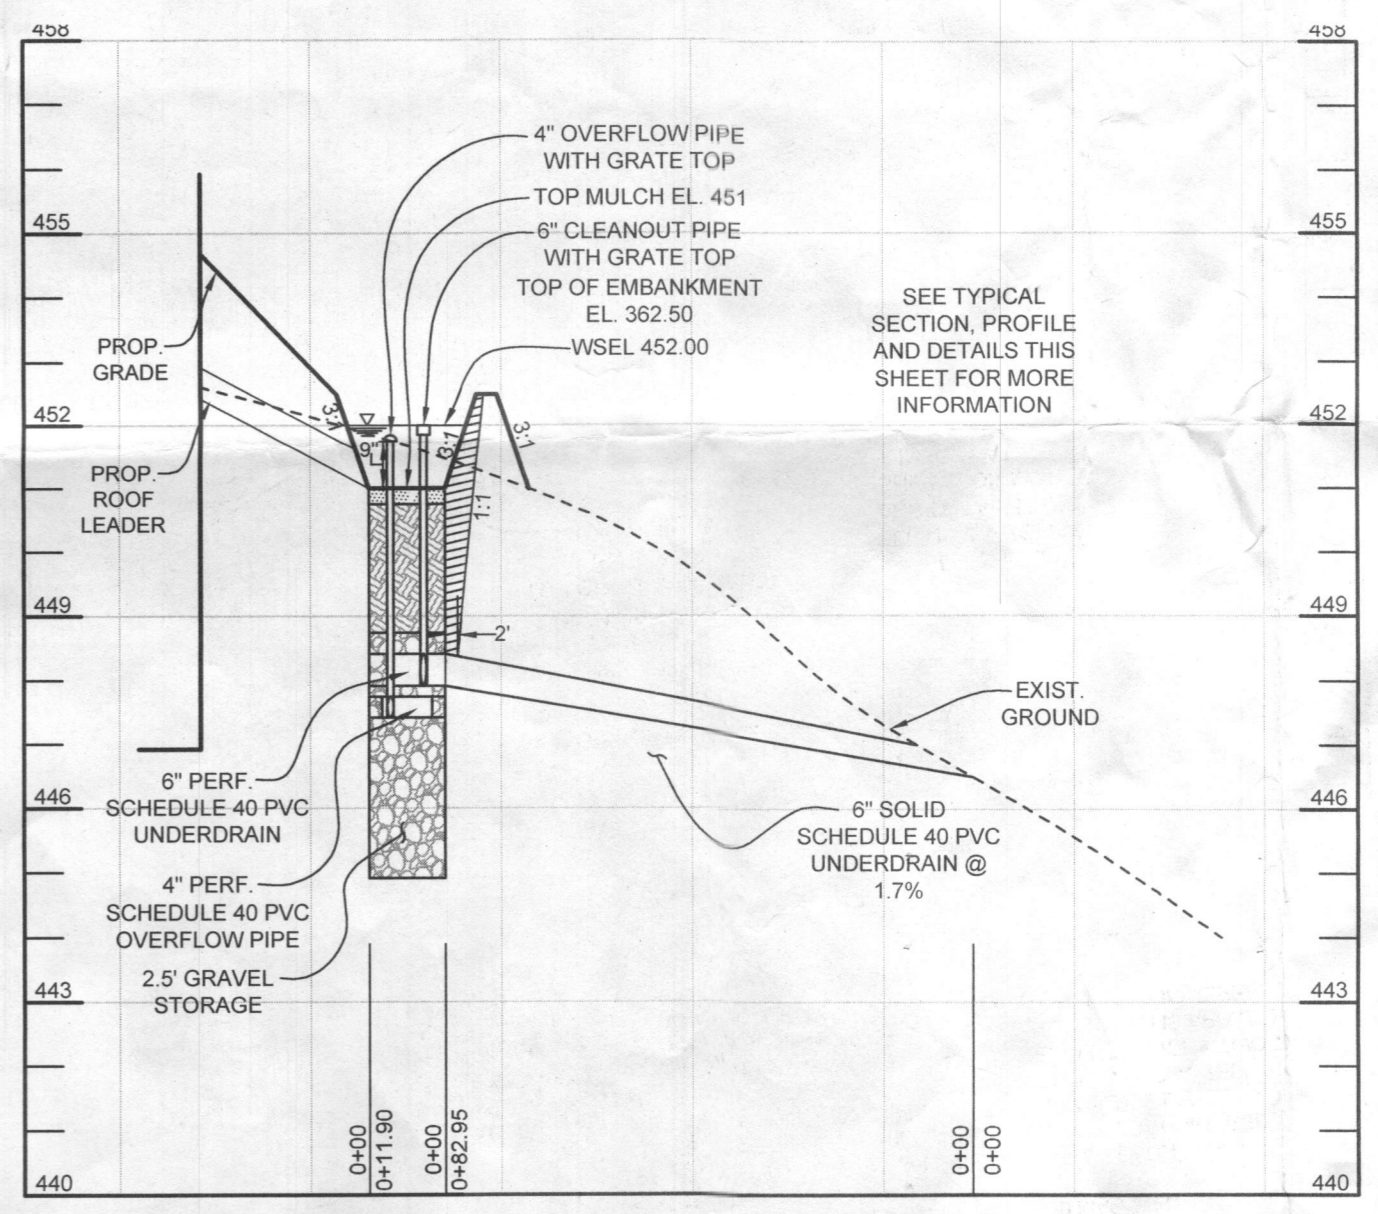 458
458
4" OVERFLOW PIPE
WITH GRATE TOP
TOP MULCH EL. 451
455
6" CLEANOUT PIPE
455
WITH GRATE TOP
TOP OF EMBANKMENT
EL. 362.50
WSEL 452.00
SEE TYPICAL
SECTION, PROFILE
AND DETAILS THIS
SHEET FOR MORE
INFORMATION
PROP.
GRADE
452
3:1
3:1
3:1
452
9"
PROP.
ROOF
LEADER
1:1
449
449
2'
EXIST.
GROUND
6" PERF.
SCHEDULE 40 PVC
UNDERDRAIN
446
446
6" SOLID
SCHEDULE 40 PVC
UNDERDRAIN @
1.7%
4" PERF.
SCHEDULE 40 PVC
OVERFLOW PIPE
2.5' GRAVEL
STORAGE
443
443
0+00
0+11.90
0+00
0+82.95
0+00
0+00
440
440